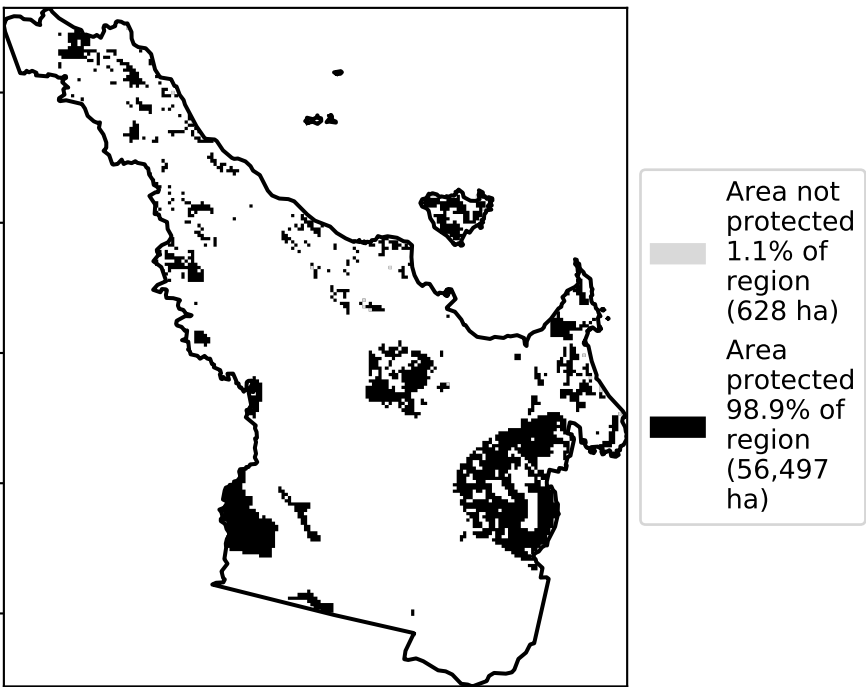 Area not
protected
1.1% of
region
(628 ha)
Area
protected
98.9% of
region
(56,497
ha)